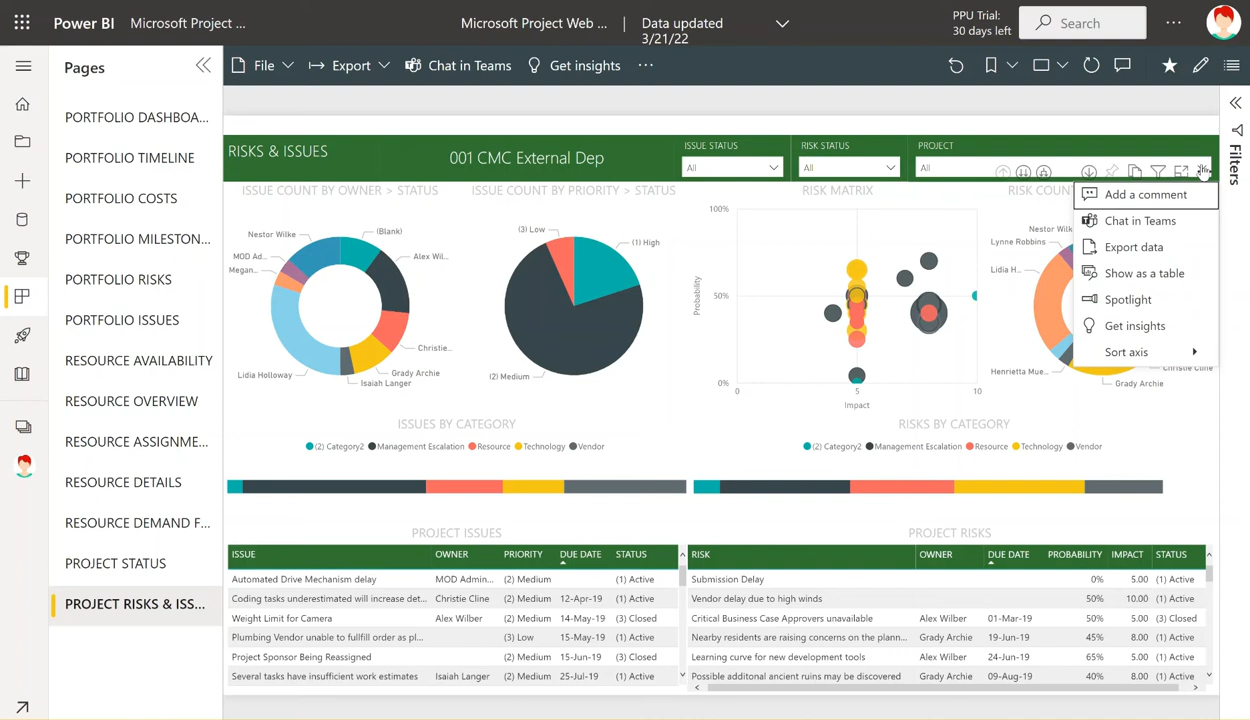 Power BI
Microsoft Project ...
Microsoft Project Web ...
Data updated
3/21/22
PPU Trial:
30 days left
Search
Pages
File
Export
Chat in Teams
Get insights
PORTFOLIO DASHBOA...
PORTFOLIO TIMELINE
PORTFOLIO COSTS
PORTFOLIO MILESTON...
PORTFOLIO RISKS
PORTFOLIO ISSUES
RESOURCE AVAILABILITY
RESOURCE OVERVIEW
RESOURCE ASSIGNME...
RESOURCE DETAILS
RESOURCE DEMAND F...
PROJECT STATUS
PROJECT RISKS & ISS...
RISKS & ISSUES
001 CMC External Dep
ISSUE STATUS
All
RISK STATUS
All
PROJECT
All
Filters
Add a comment
Chat in Teams
Export data
Show as a table
Spotlight
Get insights
Sort axis
ISSUE COUNT BY OWNER > STATUS
Nestor Wilke
(Blank)
MOD Ad...
Alex Wil...
Megan...
Christie...
Grady Archie
Lidia Holloway
Isaiah Langer
ISSUE COUNT BY PRIORITY > STATUS
(3) Low
(1) High
(2) Medium
RISK MATRIX
100%
50%
0%
Probability
0
5
10
Impact
RISK COUN
Nestor W
Lynne Robbins
Lidia H
Henrietta Mue...
Christie Cline
Grady Archie
ISSUES BY CATEGORY
(2) Category2 Management Escalation Resource Technology Vendor
RISKS BY CATEGORY
(2) Category2 Management Escalation Resource Technology Vendor
PROJECT ISSUES
ISSUE OWNER PRIORITY DUE DATE STATUS
Automated Drive Mechanism delay MOD Admin... (2) Medium (1) Active
Coding tasks underestimated will increase det... Christie Cline (2) Medium 12-Apr-19 (1) Active
Weight Limit for Camera Alex Wilber (2) Medium 14-May-19 (3) Closed
Plumbing Vendor unable to fullfill order as pl... (3) Low 15-May-19 (1) Active
Project Sponsor Being Reassigned (2) Medium 15-Jun-19 (3) Closed
Several tasks have insufficient work estimates Isaiah Langer (2) Medium 25-Jul-19 (1) Active
PROJECT RISKS
RISK OWNER DUE DATE PROBABILITY IMPACT STATUS
Submission Delay 0% 5.00 (1) Active
Vendor delay due to high winds 50% 10.00 (1) Active
Critical Business Case Approvers unavailable Alex Wilber 01-Mar-19 50% 5.00 (3) Closed
Nearby residents are raising concerns on the plann... Grady Archie 19-Jun-19 45% 8.00 (1) Active
Learning curve for new development tools Alex Wilber 24-Jun-19 65% 5.00 (1) Active
Possible additonal ancient ruins may be discovered Grady Archie 09-Aug-19 40% 8.00 (1) Active